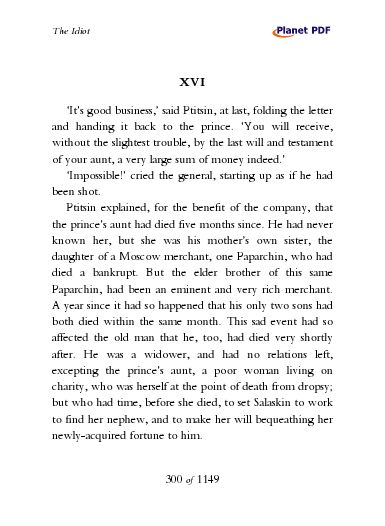 The Idiot
Planet PDF
XVI
‘It’s good business,’ said Ptitsin, at last, folding the letter
and handing it back to the prince. ‘You will receive,
without the slightest trouble, by the last will and testament
of your aunt, a very large sum of money indeed.’
‘Impossible!’ cried the general, starting up as if he had
been shot.
Ptitsin explained, for the benefit of the company, that
the prince’s aunt had died five months since. He had never
known her, but she was his mother’s own sister, the
daughter of a Moscow merchant, one Paparchin, who had
died a bankrupt. But the elder brother of this same
Paparchin, had been an eminent and very rich merchant.
A year since it had so happened that his only two sons had
both died within the same month. This sad event had so
affected the old man that he, too, had died very shortly
after. He was a widower, and had no relations left,
excepting the prince’s aunt, a poor woman living on
charity, who was herself at the point of death from dropsy;
but who had time, before she died, to set Salaskin to work
to find her nephew, and to make her will bequeathing her
newly-acquired fortune to him.
300 of 1149